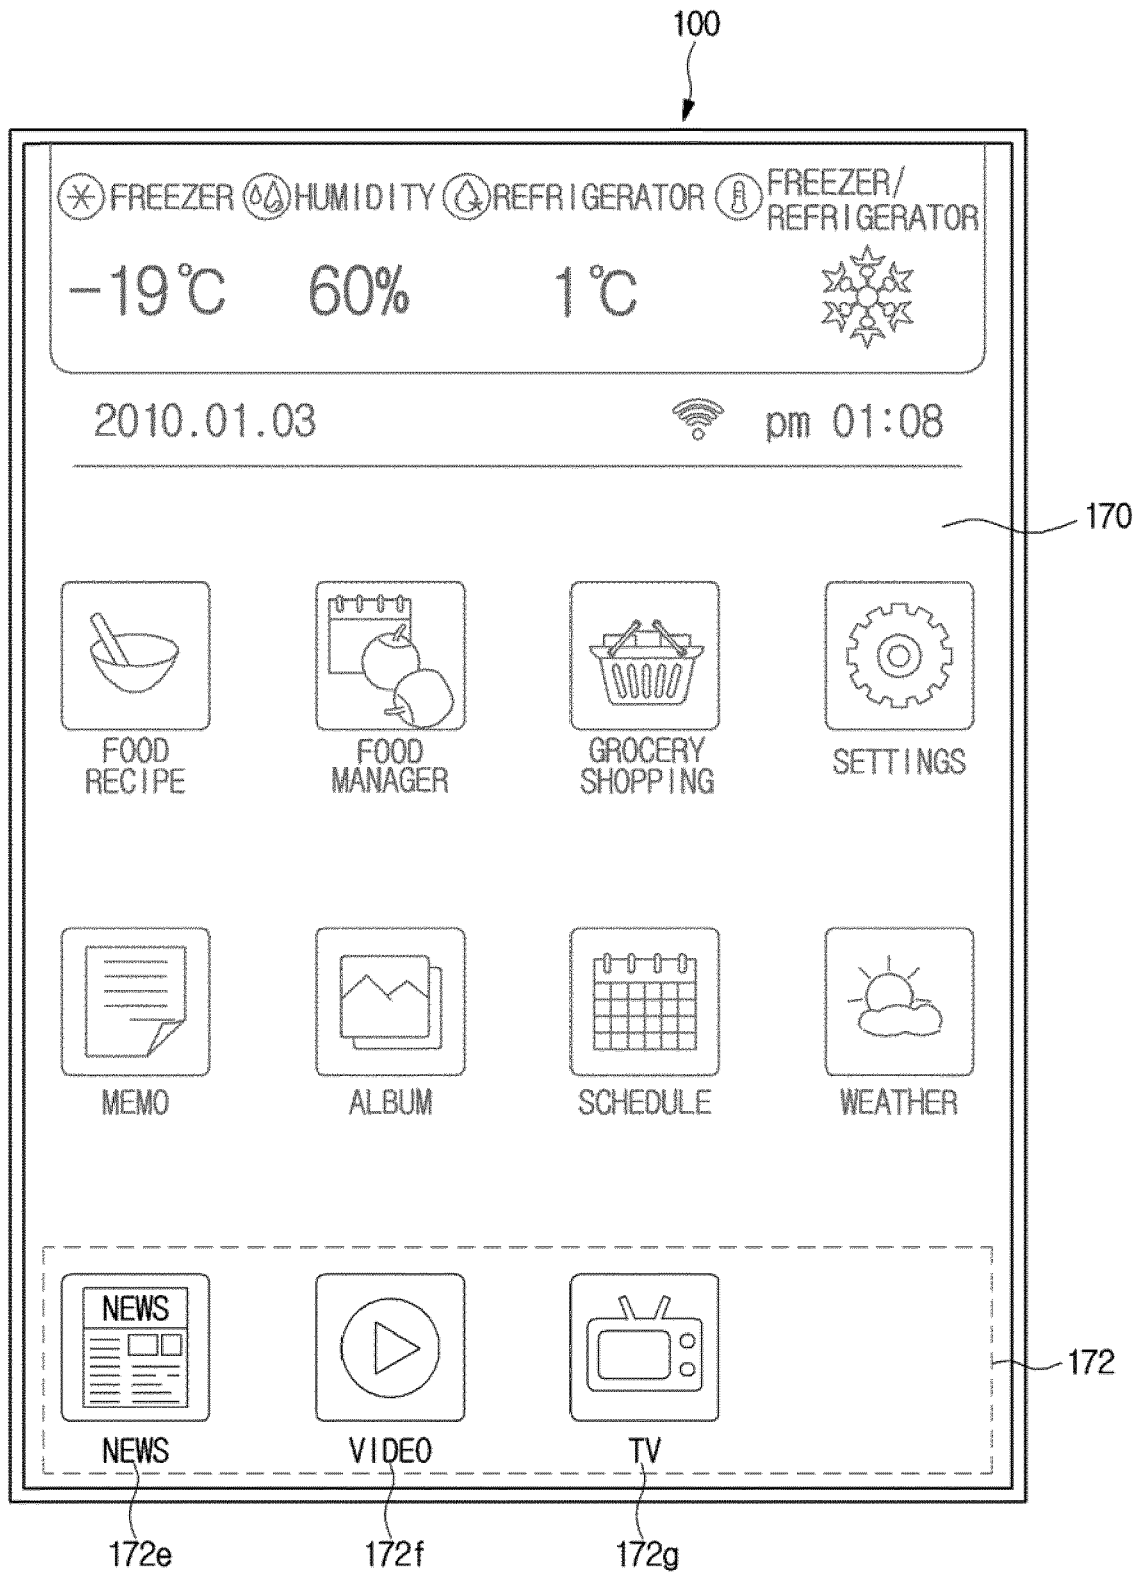 100
FREEZER HUMIDITY REFRIGERATOR FREEZER/
REFRIGERATOR
-19℃ 60% 1℃
2010.01.03 pm 01:08
170
FOOD
RECIPE
FOOD
MANAGER
GROCERY
SHOPPING
SETTINGS
MEMO ALBUM SCHEDULE WEATHER
NEWS
172
NEWS VIDEO TV
172e 172f 172g